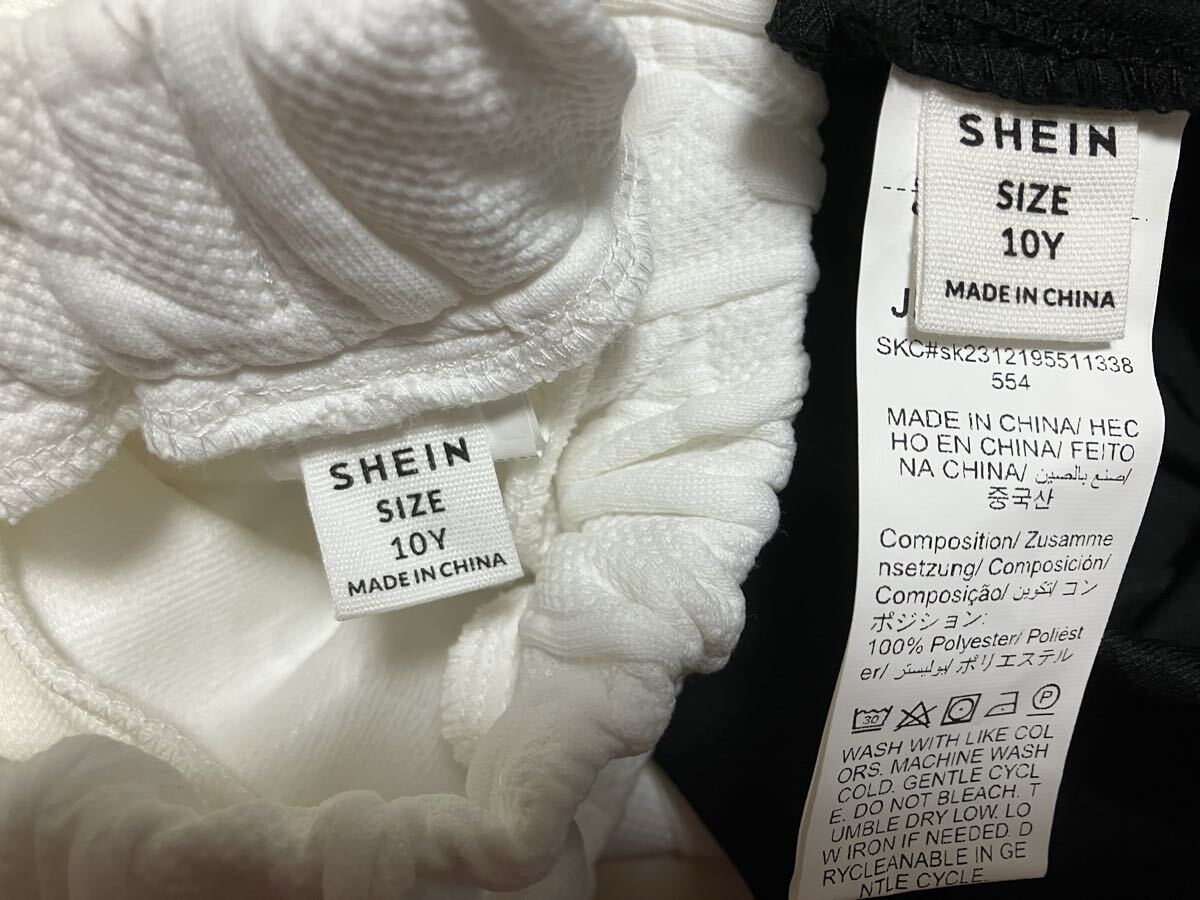 SHEIN
SIZE
10Y
MADE IN CHINA
SHEIN
SIZE
10Y
MADE IN CHINA
J
SKC#sk2312195511338
554
MADE IN CHINA/ HEC
HO EN CHINA/ FEITO
NA CHINA/ صنع بالصين/
중국산
Composition/ Zusamme
nsetzung/ Composición/
Composição/ تكوين/ コン
ポジション:
100% Polyester/ Poliést
er/ بوليستر/ ポリエステル
30 P
WASH WITH LIKE COL
ORS. MACHINE WASH
COLD. GENTLE CYCL
E. DO NOT BLEACH. T
UMBLE DRY LOW. LO
W IRON IF NEEDED. D
RYCLEANABLE IN GE
NTLE CYCLE.